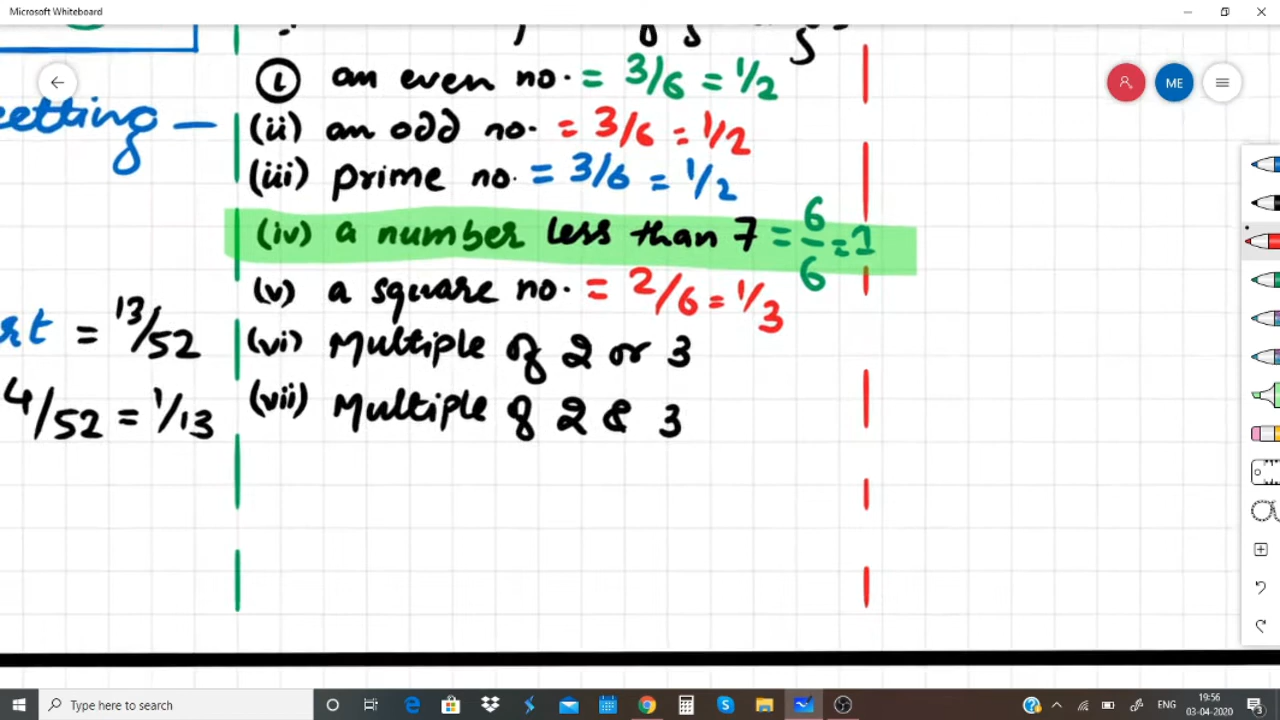 Microsoft Whiteboard
ME
etting —
= 13/52
4/52 = 1/13
(i) an even no. = 3/6 = 1/2
(ii) an odd no. = 3/6 = 1/2
(iii) prime no. = 3/6 = 1/2
(iv) a number less than 7 = 6/6 = 1
(v) a square no. = 2/6 = 1/3
(vi) Multiple of 2 or 3
(vii) Multiple of 2 & 3
Type here to search
ENG
19:56
03-04-2020
3